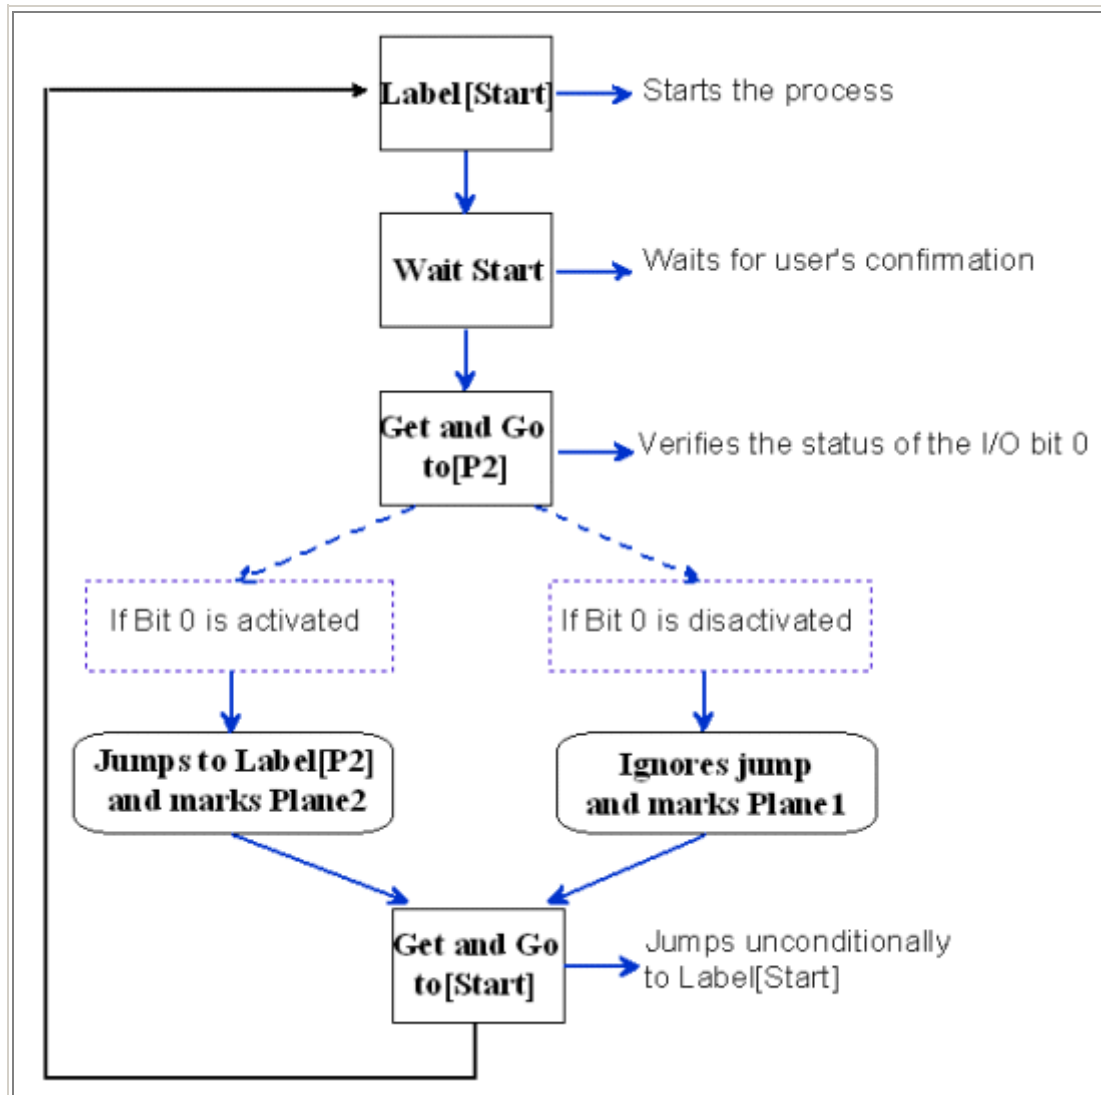 Label[Start]
Starts the process
Wait Start
Waits for user's confirmation
Get and Go
to[P2]
Verifies the status of the I/O bit 0
If Bit 0 is activated
If Bit 0 is disactivated
Jumps to Label[P2]
and marks Plane2
Ignores jump
and marks Plane1
Get and Go
to[Start]
Jumps unconditionally
to Label[Start]